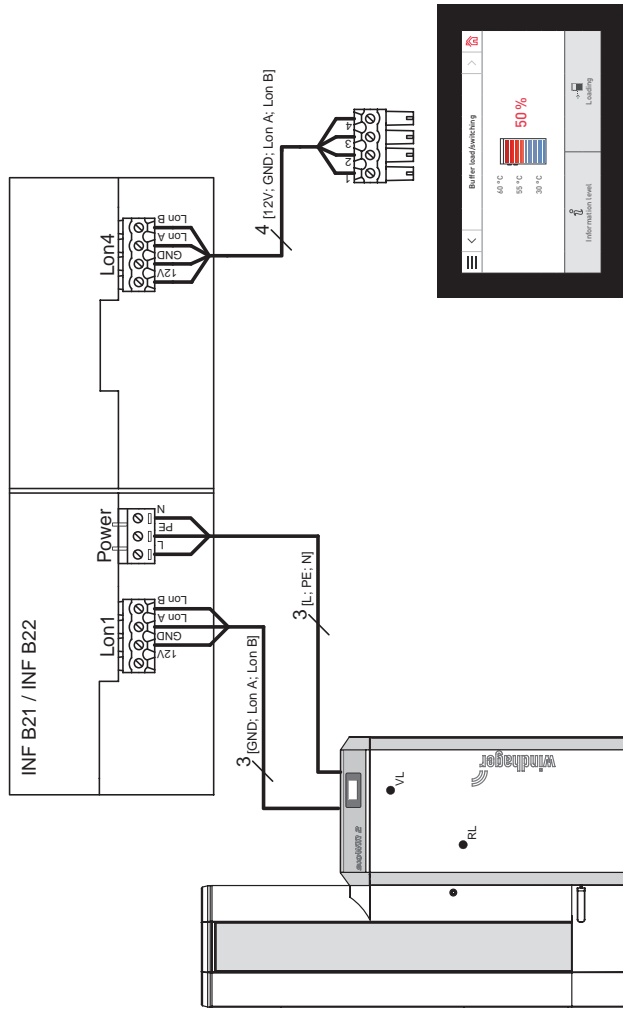 INF B21 / INF B22
Lon1
12V
GND
Lon A
Lon B
Power
L
PE
N
Lon4
12V
GND
Lon A
Lon B
3 [GND; Lon A; Lon B]
3 [L; PE; N]
4 [12V; GND; Lon A; Lon B]
1
2
3
4
VL
RL
windhager
Buffer load/switching
60 °C
55 °C
30 °C
50 %
Information level
Loading